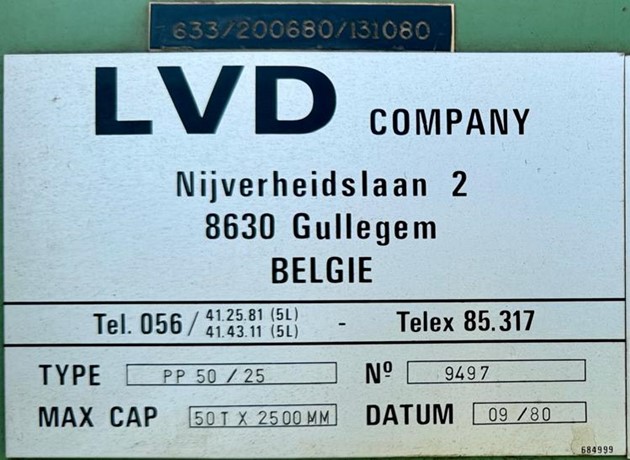 633/200680/131080
LVD COMPANY
Nijverheidslaan 2
8630 Gullegem
BELGIE
Tel. 056 / 41.25.81 (5L) - Telex 85.317
41.43.11 (5L)
TYPE PP 50 / 25 Nº 9497
MAX CAP 50 T X 2500 MM DATUM 09 / 80
684999